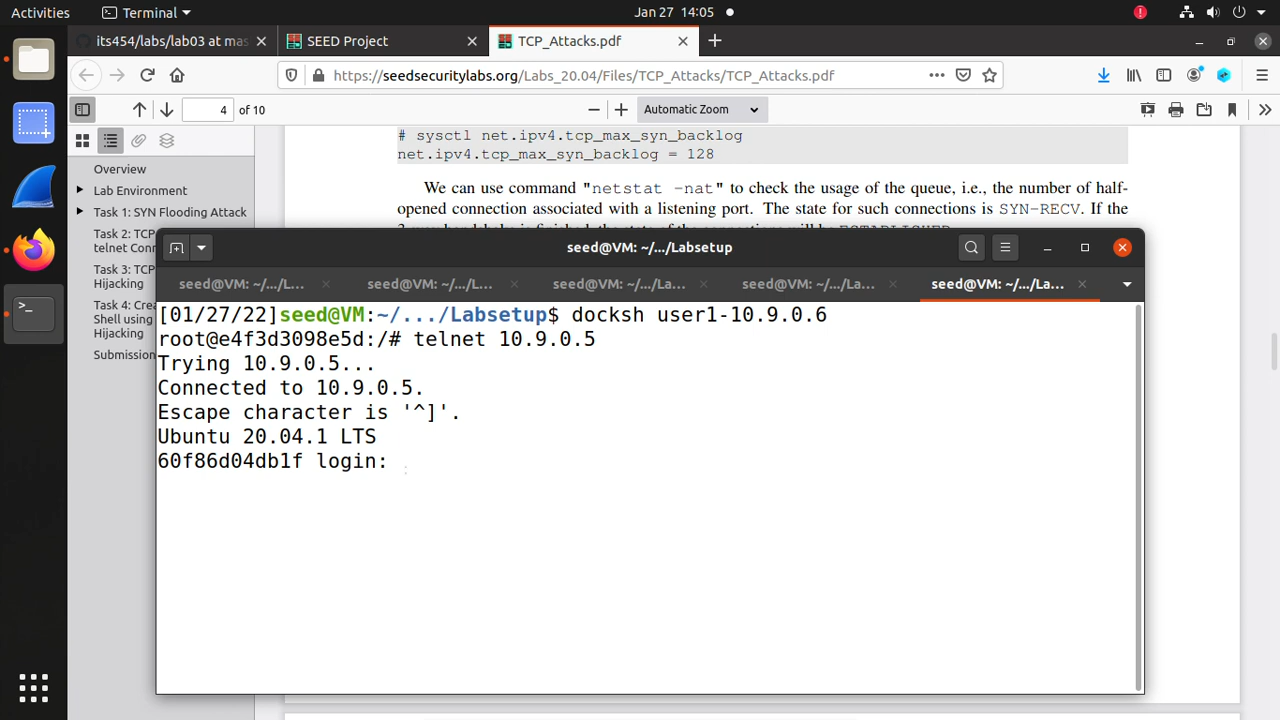 Activities
Terminal
Jan 27 14:05
its454/labs/lab03 at mas
SEED Project
TCP_Attacks.pdf
https://seedsecuritylabs.org/Labs_20.04/Files/TCP_Attacks/TCP_Attacks.pdf
4 of 10
Automatic Zoom
Overview
Lab Environment
Task 1: SYN Flooding Attack
Task 2: TCP
telnet Conn
Task 3: TCP
Hijacking
Task 4: Crea
Shell using
Hijacking
Submission
# sysctl net.ipv4.tcp_max_syn_backlog
net.ipv4.tcp_max_syn_backlog = 128
We can use command "netstat -nat" to check the usage of the queue, i.e., the number of half-
opened connection associated with a listening port. The state for such connections is SYN-RECV. If the
seed@VM: ~/.../Labsetup
seed@VM: ~/.../L...
seed@VM: ~/.../L...
seed@VM: ~/.../La...
seed@VM: ~/.../La...
seed@VM: ~/.../La...
[01/27/22]seed@VM:~/.../Labsetup$ docksh user1-10.9.0.6
root@e4f3d3098e5d:/# telnet 10.9.0.5
Trying 10.9.0.5...
Connected to 10.9.0.5.
Escape character is '^]'.
Ubuntu 20.04.1 LTS
60f86d04db1f login: